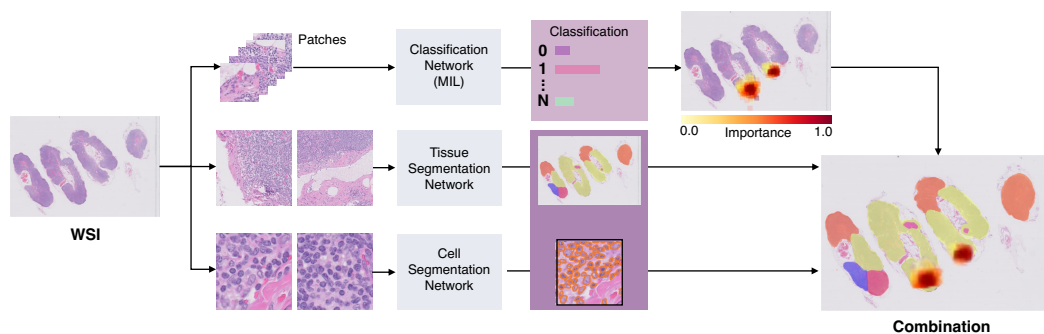 Patches
Classification
Network
(MIL)
Classification
0
1
⋮
N
0.0
Importance
1.0
WSI
Tissue
Segmentation
Network
Cell
Segmentation
Network
Combination